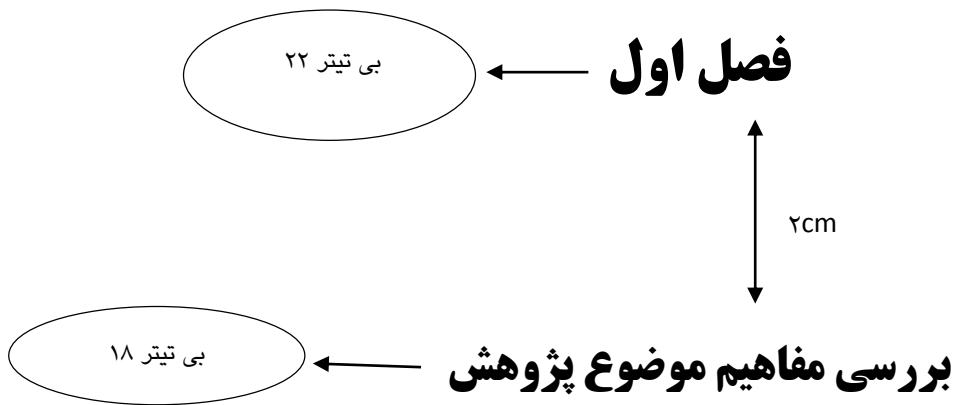 فصل اول
بی تیتر ۲۲
۲cm
بررسی مفاهیم موضوع پژوهش
بی تیتر ۱۸